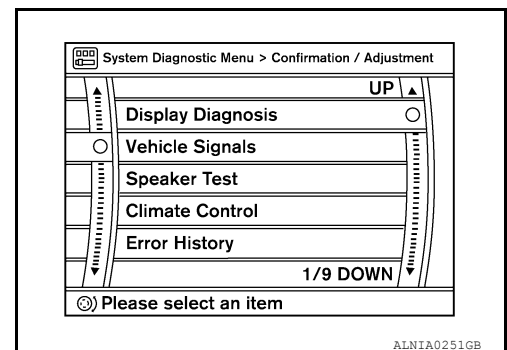 System Diagnostic Menu > Confirmation / Adjustment
UP
Display Diagnosis
Vehicle Signals
Speaker Test
Climate Control
Error History
1/9 DOWN
Please select an item
ALNIA0251GB